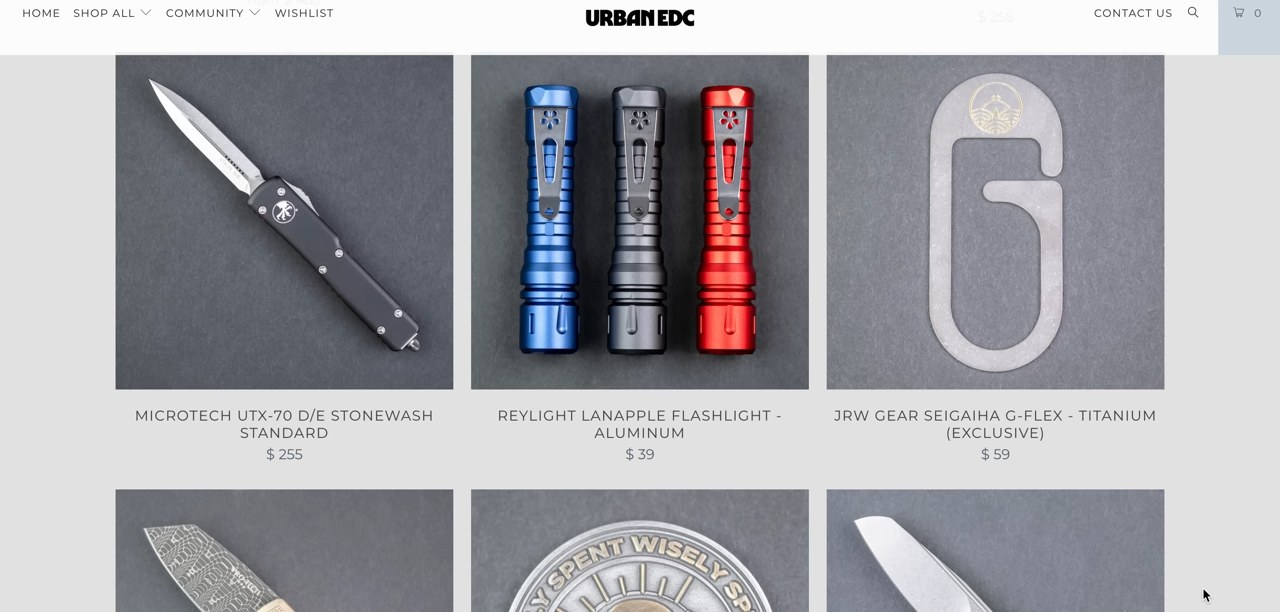 HOME SHOP ALL COMMUNITY WISHLIST URBAN EDC CONTACT US 0
$ 255
MICROTECH UTX-70 D/E STONEWASH
STANDARD
$ 255
REYLIGHT LANAPPLE FLASHLIGHT -
ALUMINUM
$ 39
JRW GEAR SEIGAIHA G-FLEX - TITANIUM
(EXCLUSIVE)
$ 59
Y SPENT WISELY SP